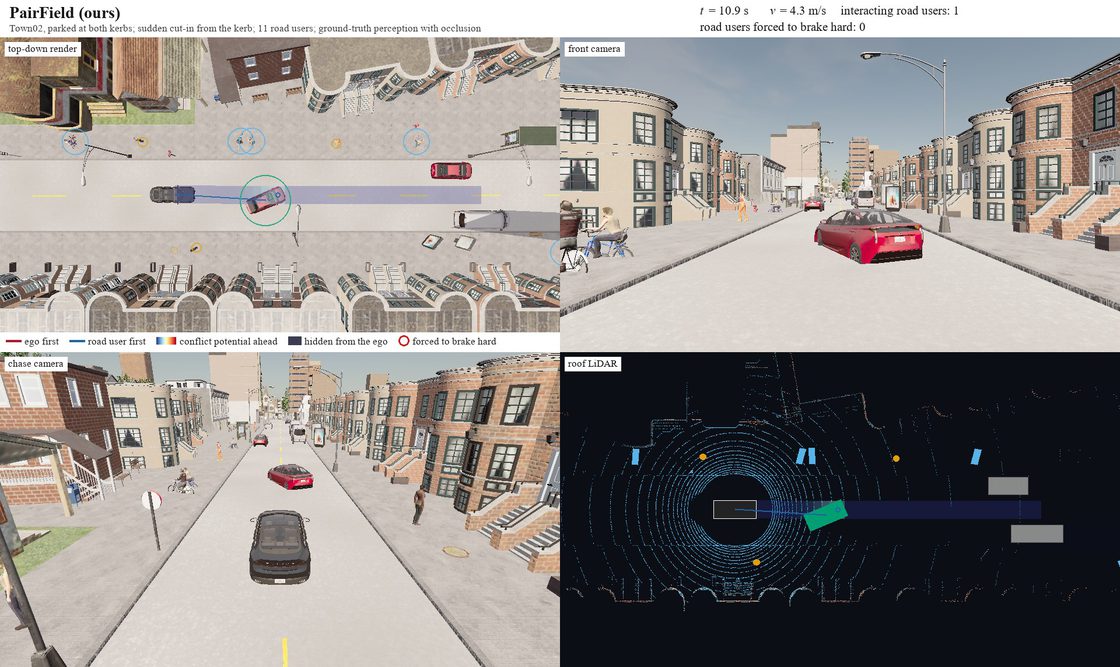 PairField (ours)
Town02, parked at both kerbs; sudden cut-in from the kerb; 11 road users; ground-truth perception with occlusion
t = 10.9 s v = 4.3 m/s interacting road users: 1
road users forced to brake hard: 0
top-down render
front camera
ego first road user first conflict potential ahead hidden from the ego forced to brake hard
chase camera
roof LiDAR